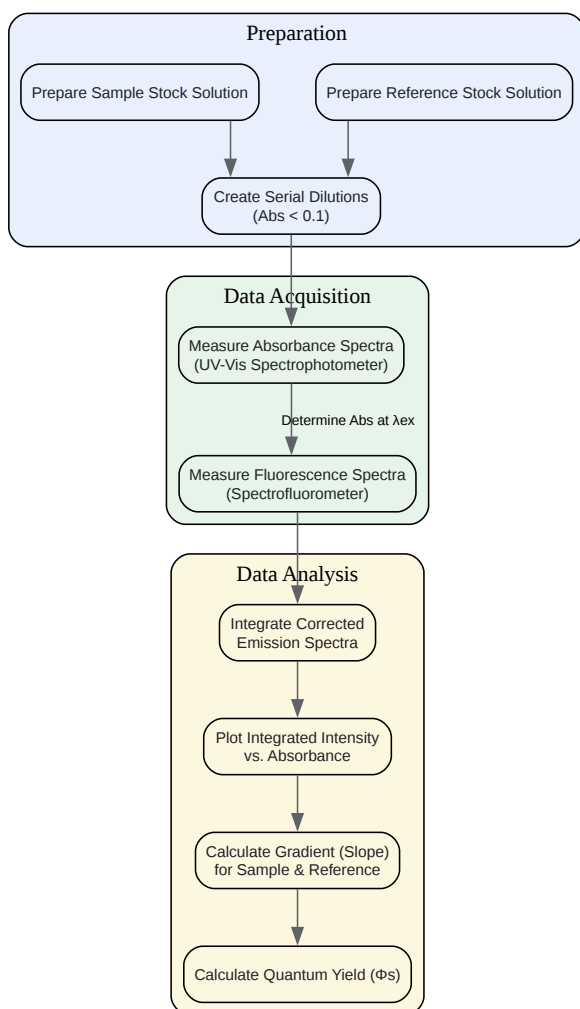 Preparation
Prepare Sample Stock Solution
Prepare Reference Stock Solution
Create Serial Dilutions
(Abs < 0.1)
Data Acquisition
Measure Absorbance Spectra
(UV-Vis Spectrophotometer)
Determine Abs at λex
Measure Fluorescence Spectra
(Spectrofluorometer)
Data Analysis
Integrate Corrected
Emission Spectra
Plot Integrated Intensity
vs. Absorbance
Calculate Gradient (Slope)
for Sample & Reference
Calculate Quantum Yield (Φs)